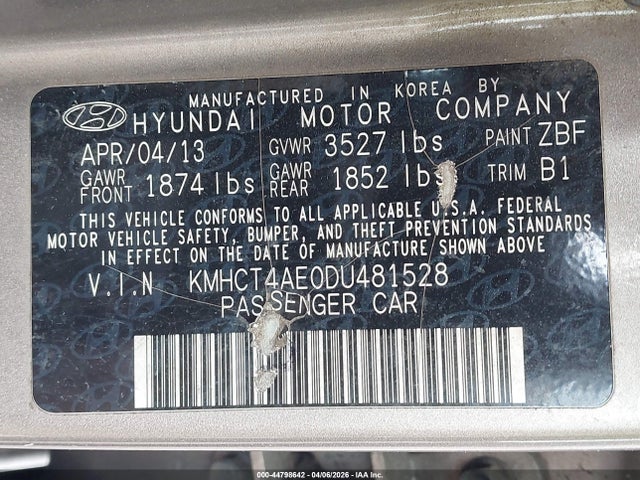 MANUFACTURED IN KOREA BY
HYUNDAI MOTOR COMPANY
APR/04/13 GVWR 3527 lbs PAINT ZBF
GAWR FRONT 1874 lbs GAWR REAR 1852 lbs TRIM B1
THIS VEHICLE CONFORMS TO ALL APPLICABLE U.S.A. FEDERAL
MOTOR VEHICLE SAFETY, BUMPER, AND THEFT PREVENTION STANDARDS
IN EFFECT ON THE DATE OF MANUFACTURE/SHOWN ABOVE
V.I.N KMHCT4AE0DU481528
PASSENGER CAR
000-44798642 - 04/06/2026 - © IAA Inc.